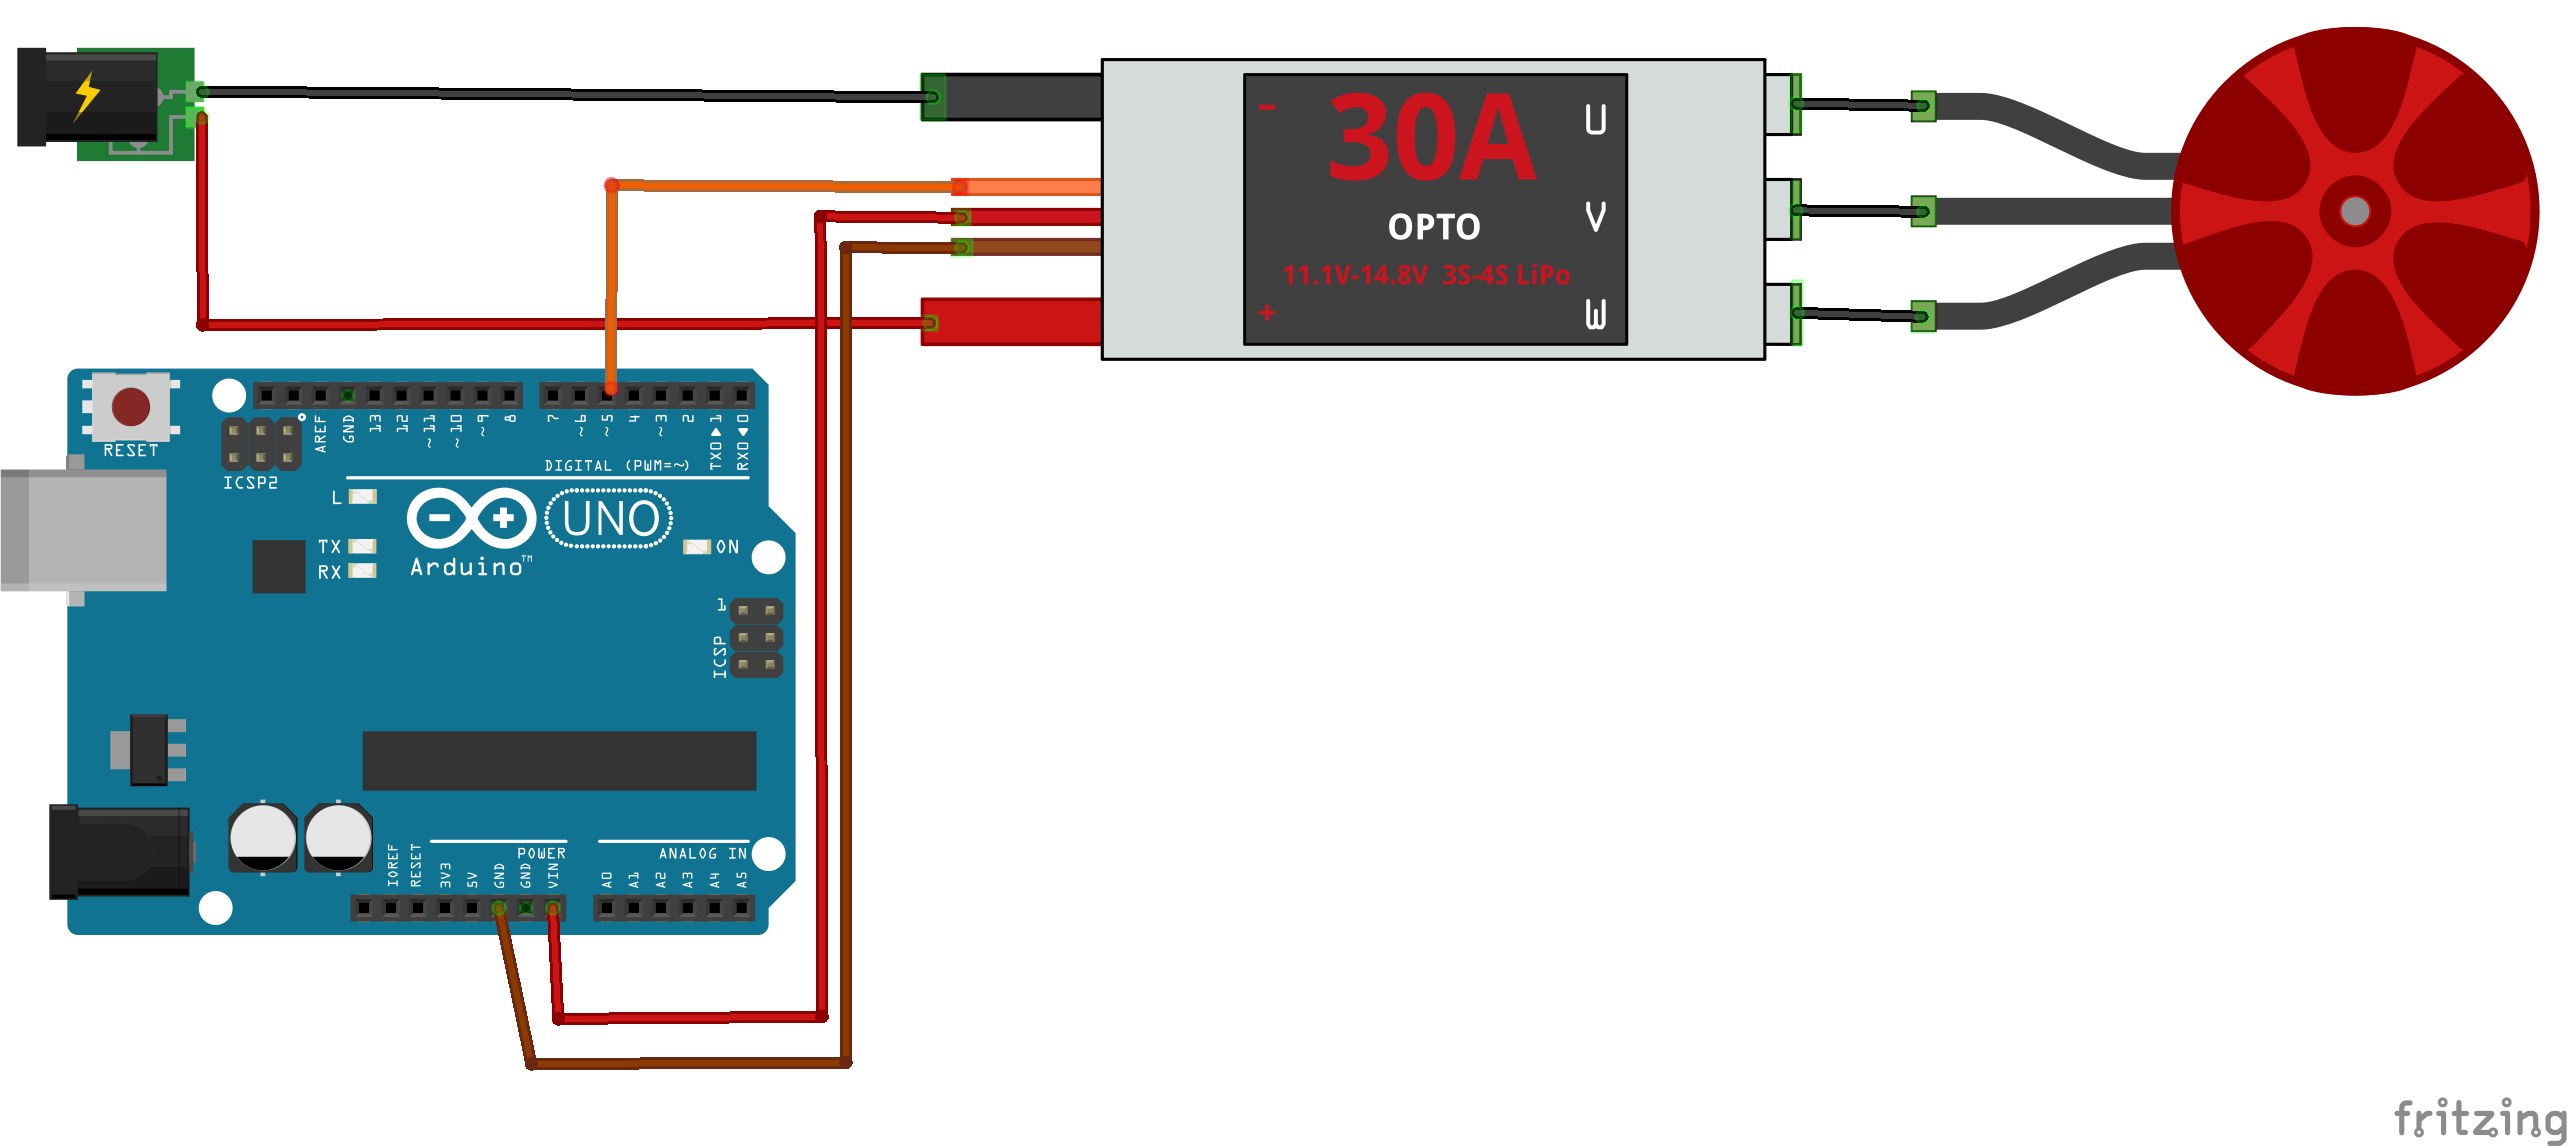 - 30A U
OPTO V
11.1V-14.8V 3S-4S LiPo
+ W
RESET
ICSP2
AREF
GND
13
12
~11
~10
~9
8
7
~6
~5
4
~3
2
TX0▶1
RX0◀0
DIGITAL (PWM=~)
L
TX
RX
- +
UNO
Arduino™
ON
1
ICSP
IOREF
RESET
3V3
5V
GND
GND
VIN
POWER
ANALOG IN
A0
A1
A2
A3
A4
A5
fritzing